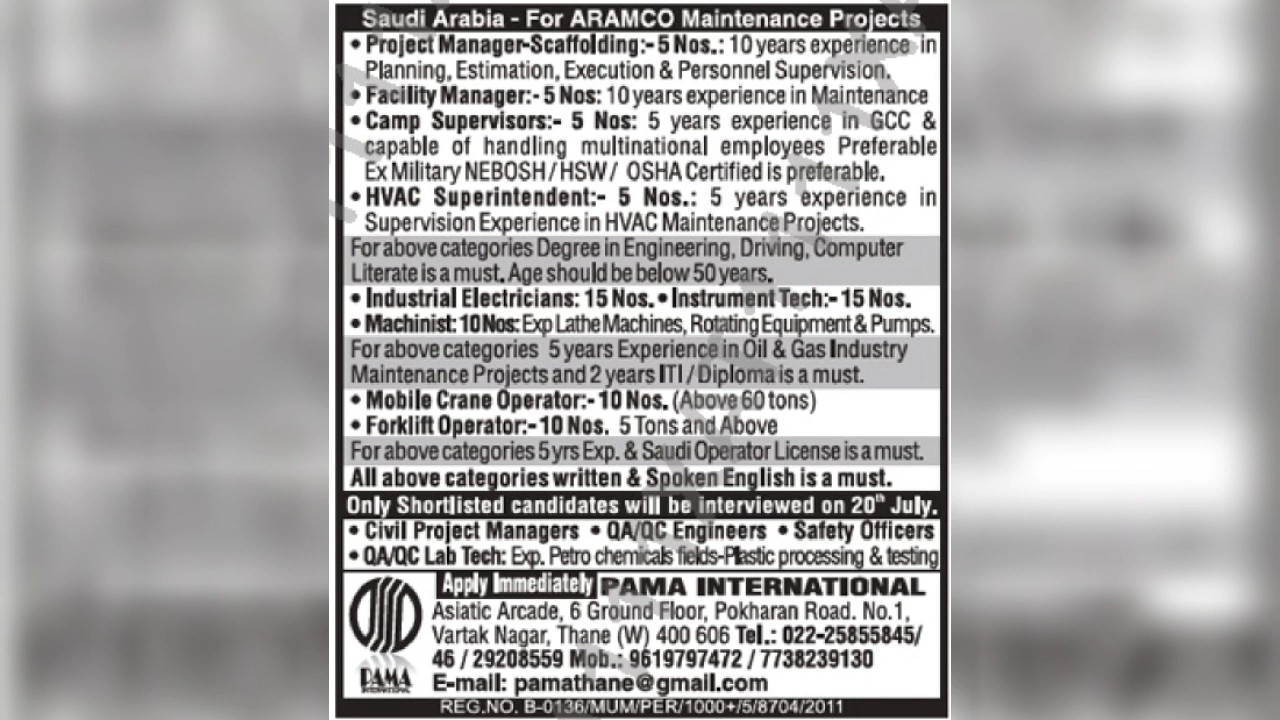 Saudi Arabia - For ARAMCO Maintenance Projects
• Project Manager-Scaffolding:- 5 Nos.: 10 years experience in
Planning, Estimation, Execution & Personnel Supervision.
• Facility Manager:- 5 Nos: 10 years experience in Maintenance
• Camp Supervisors:- 5 Nos: 5 years experience in GCC &
capable of handling multinational employees Preferable
Ex Military NEBOSH / HSW / OSHA Certified is preferable.
• HVAC Superintendent:- 5 Nos.: 5 years experience in
Supervision Experience in HVAC Maintenance Projects.
For above categories Degree in Engineering, Driving, Computer
Literate is a must. Age should be below 50 years.
• Industrial Electricians: 15 Nos. • Instrument Tech:- 15 Nos.
• Machinist: 10 Nos: Exp Lathe Machines, Rotating Equipment & Pumps.
For above categories 5 years Experience in Oil & Gas Industry
Maintenance Projects and 2 years ITI / Diploma is a must.
• Mobile Crane Operator:- 10 Nos. (Above 60 tons)
• Forklift Operator:- 10 Nos. 5 Tons and Above
For above categories 5 yrs Exp. & Saudi Operator License is a must.
All above categories written & Spoken English is a must.
Only Shortlisted candidates will be interviewed on 20th July.
• Civil Project Managers • QA/QC Engineers • Safety Officers
• QA/QC Lab Tech: Exp. Petro chemicals fields-Plastic processing & testing
Apply Immediately PAMA INTERNATIONAL
Asiatic Arcade, 6 Ground Floor, Pokharan Road. No.1,
Vartak Nagar, Thane (W) 400 606 Tel.: 022-25855845/
46 / 29208559 Mob.: 9619797472 / 7738239130
PAMA
INTERNATIONAL
E-mail: pamathane@gmail.com
REG.NO. B-0136/MUM/PER/1000+/5/8704/2011